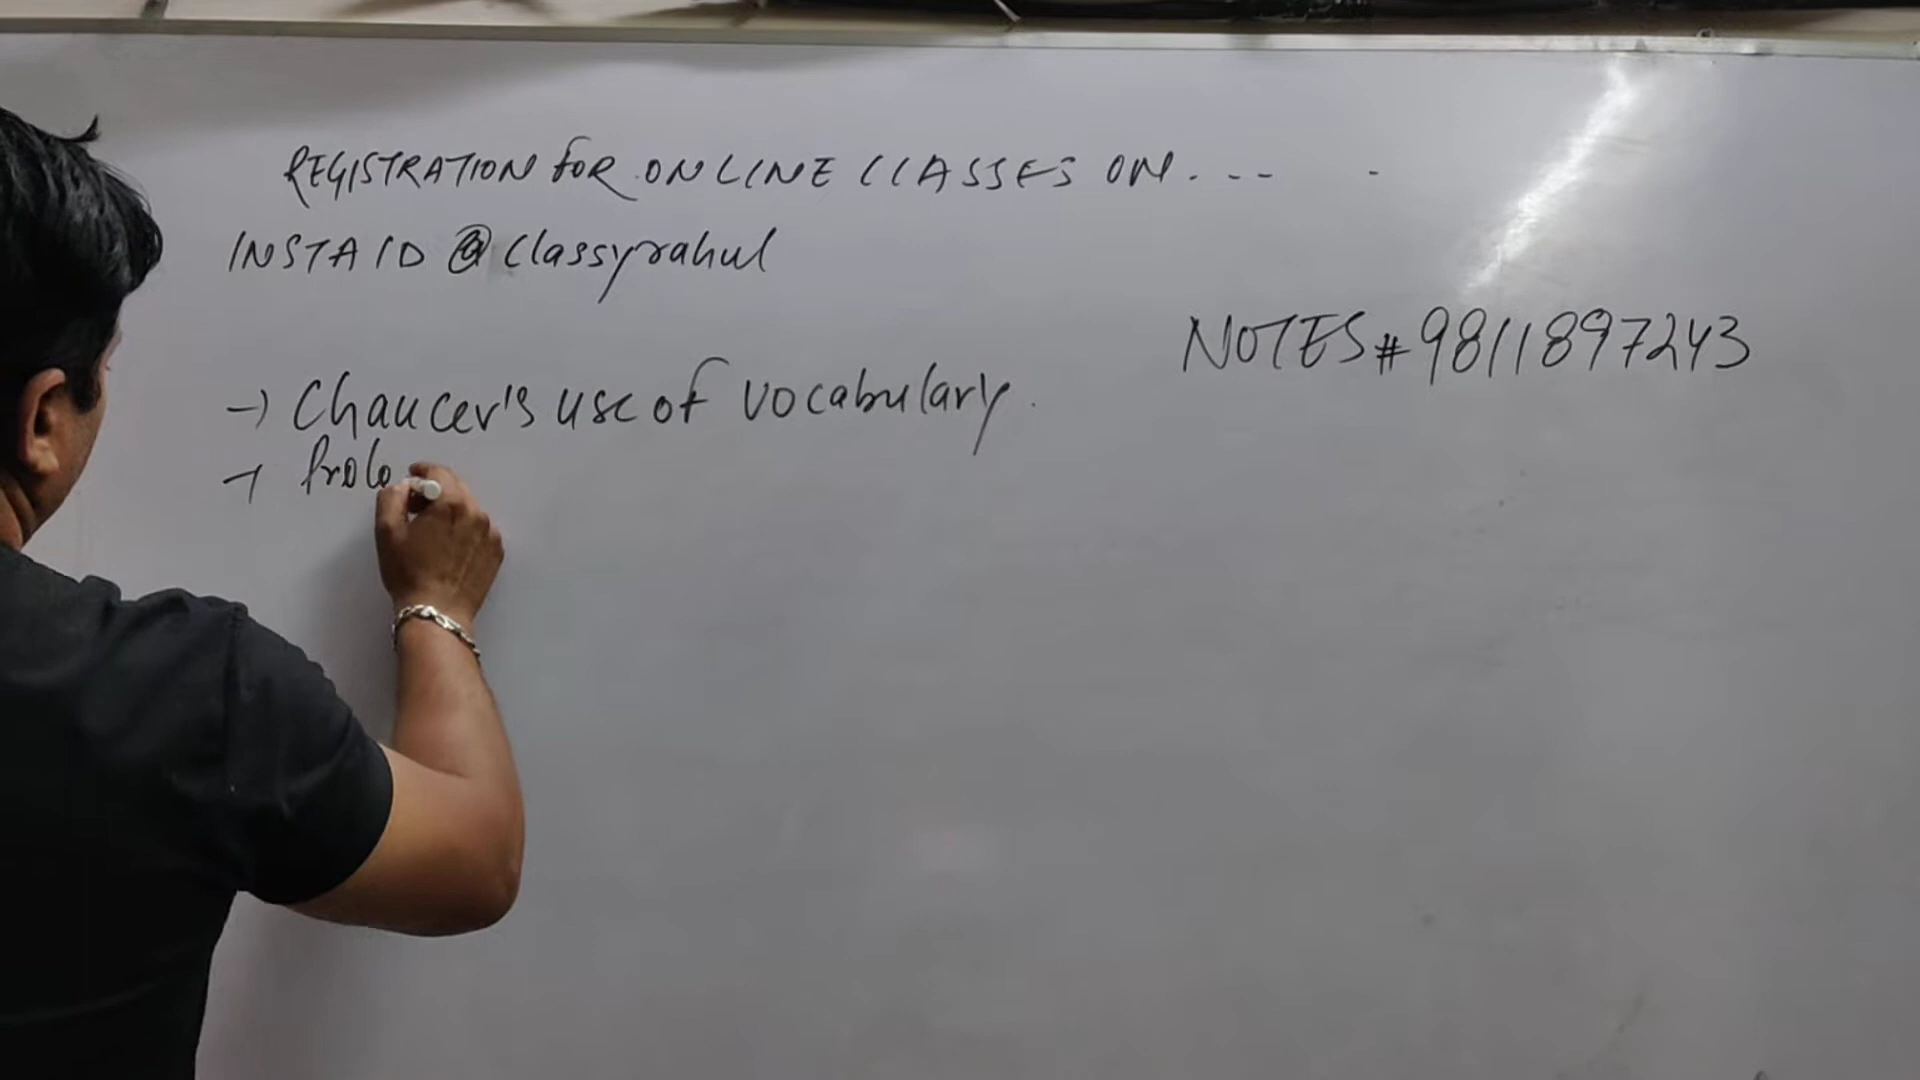 REGISTRATION FOR ONLINE CLASSES ON. ---
INSTA ID @ classyrahul
NOTES # 9811897243
→ Chaucer's use of vocabulary.
→ Prolo